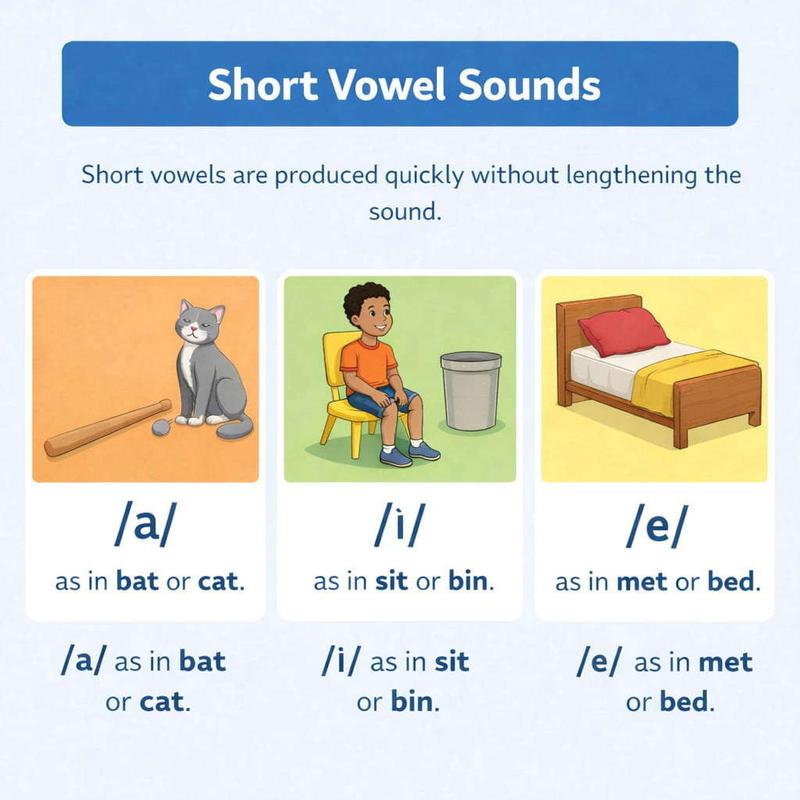 Short Vowel Sounds
Short vowels are produced quickly without lengthening the
sound.
/a/
as in bat or cat.
/ì/
as in sit or bin.
/e/
as in met or bed.
/a/ as in bat
or cat.
/ì/ as in sit
or bin.
/e/ as in met
or bed.